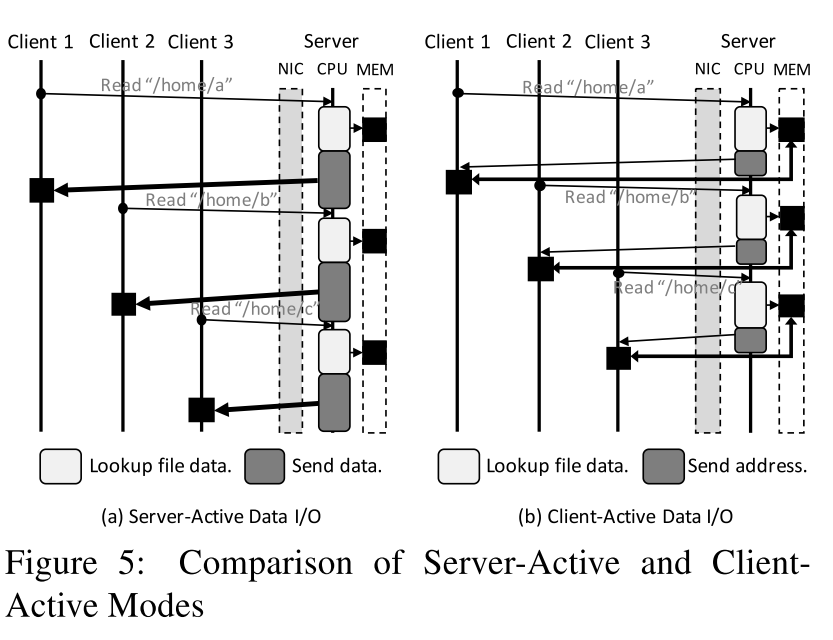 Client 1 Client 2 Client 3 Server
NIC CPU MEM
Read “/home/a”
Read “/home/b”
Read “/home/c”
Lookup file data. Send data.
(a) Server-Active Data I/O
Client 1 Client 2 Client 3 Server
NIC CPU MEM
Read “/home/a”
Read “/home/b”
Read “/home/c”
Lookup file data. Send address.
(b) Client-Active Data I/O
Figure 5: Comparison of Server-Active and Client-
Active Modes